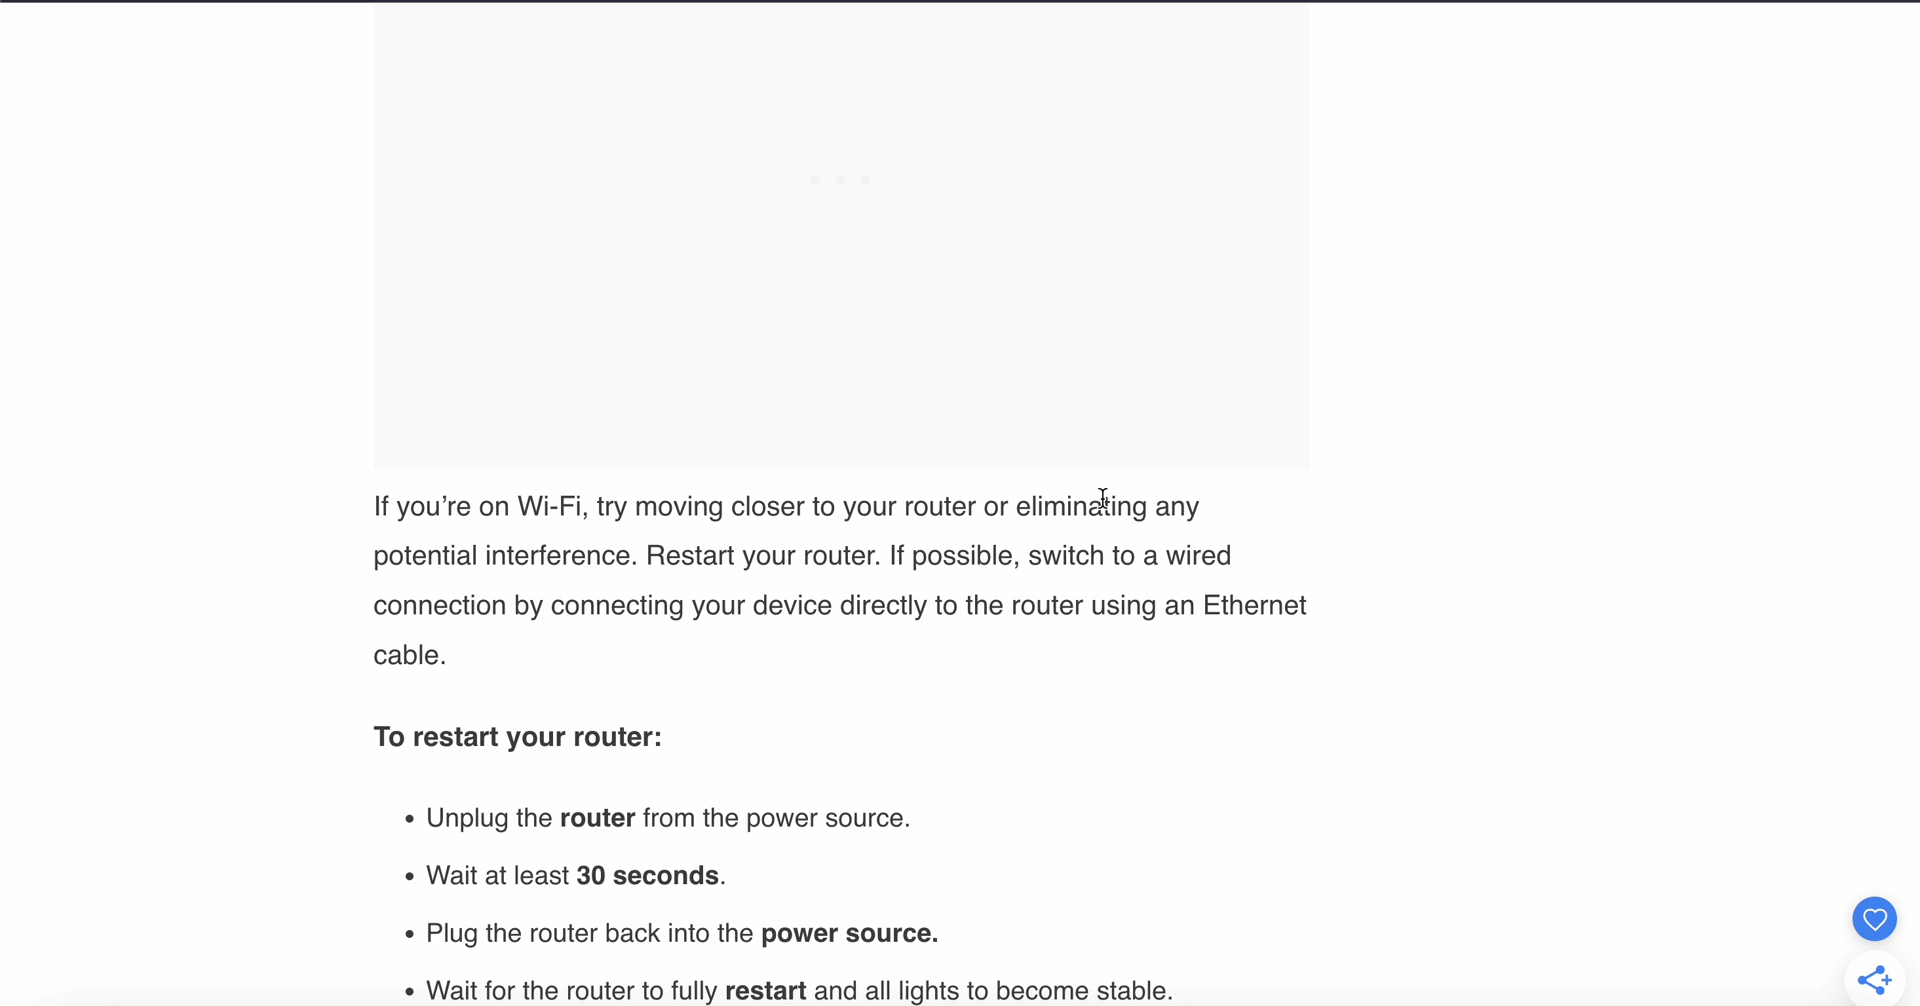 If you’re on Wi-Fi, try moving closer to your router or eliminating any
potential interference. Restart your router. If possible, switch to a wired
connection by connecting your device directly to the router using an Ethernet
cable.
To restart your router:
• Unplug the router from the power source.
• Wait at least 30 seconds.
• Plug the router back into the power source.
• Wait for the router to fully restart and all lights to become stable.